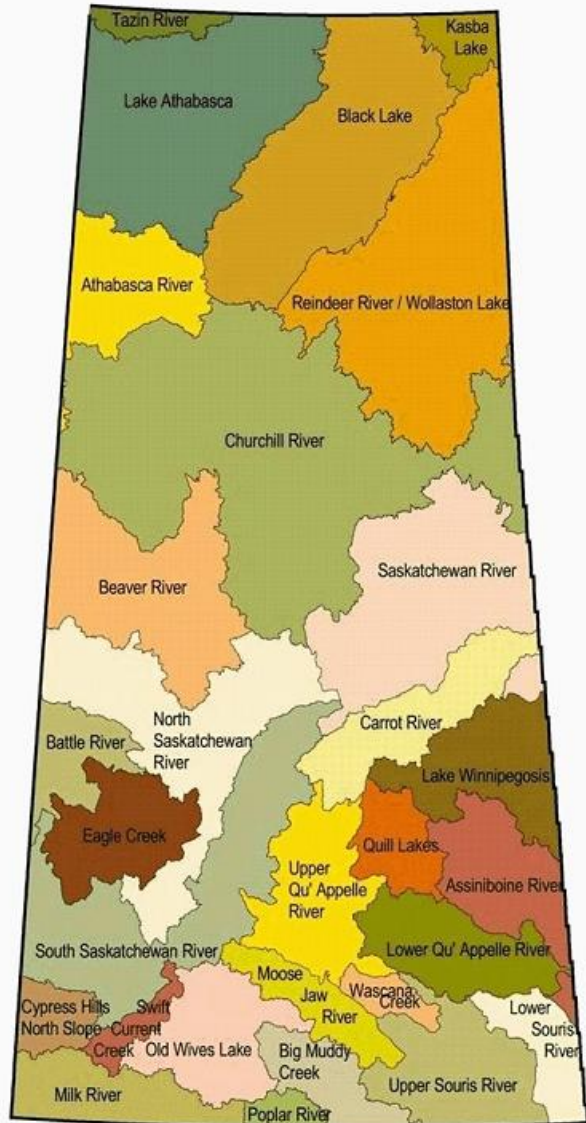 Tazin River
Kasba
Lake
Lake Athabasca
Black Lake
Athabasca River
Reindeer River / Wollaston Lake
Churchill River
Saskatchewan River
Beaver River
North
Saskatchewan
River
Carrot River
Battle River
Lake Winnipegosis
Eagle Creek
Quill Lakes
Upper
Qu' Appelle
River
Assiniboine River
South Saskatchewan River
Lower Qu' Appelle River
Moose
Jaw
River
Wascana
Creek
Cypress Hills
North Slope
Swift
Current
Creek
Lower
Souris
River
Old Wives Lake
Big Muddy
Creek
Upper Souris River
Milk River
Poplar River